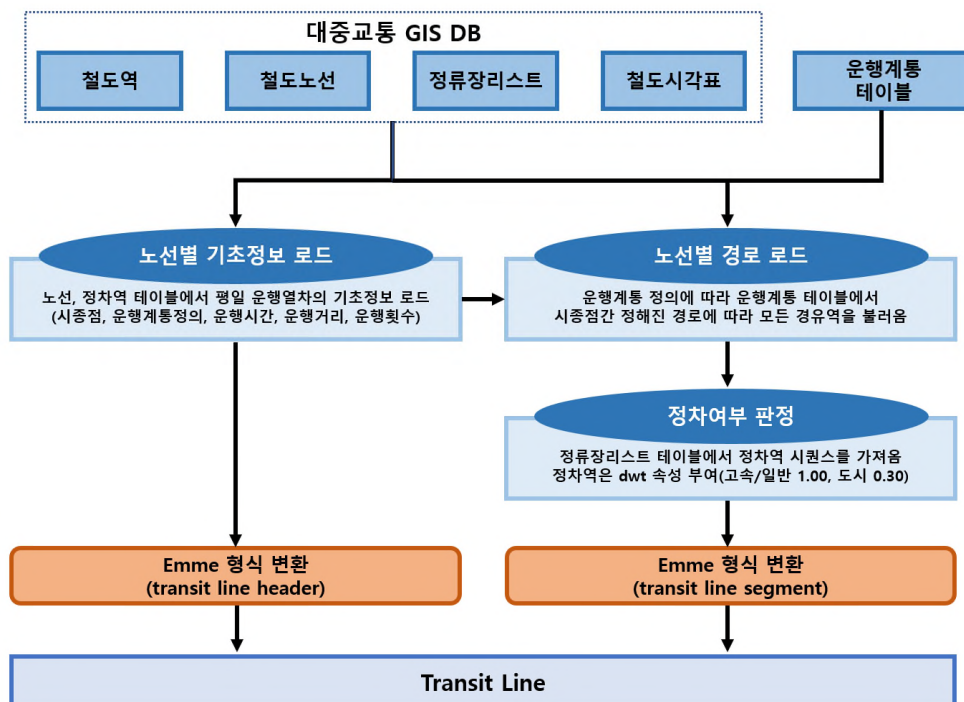 대중교통 GIS DB
철도역
철도노선
정류장리스트
철도시각표
운행계통
테이블
노선별 기초정보 로드
노선, 정차역 테이블에서 평일 운행열차의 기초정보 로드
(시종점, 운행계통정의, 운행시간, 운행거리, 운행횟수)
노선별 경로 로드
운행계통 정의에 따라 운행계통 테이블에서
시종점간 정해진 경로에 따라 모든 경유역을 불러옴
정차여부 판정
정류장리스트 테이블에서 정차역 시퀀스를 가져옴
정차역은 dwt 속성 부여(고속/일반 1.00, 도시 0.30)
Emme 형식 변환
(transit line header)
Emme 형식 변환
(transit line segment)
Transit Line